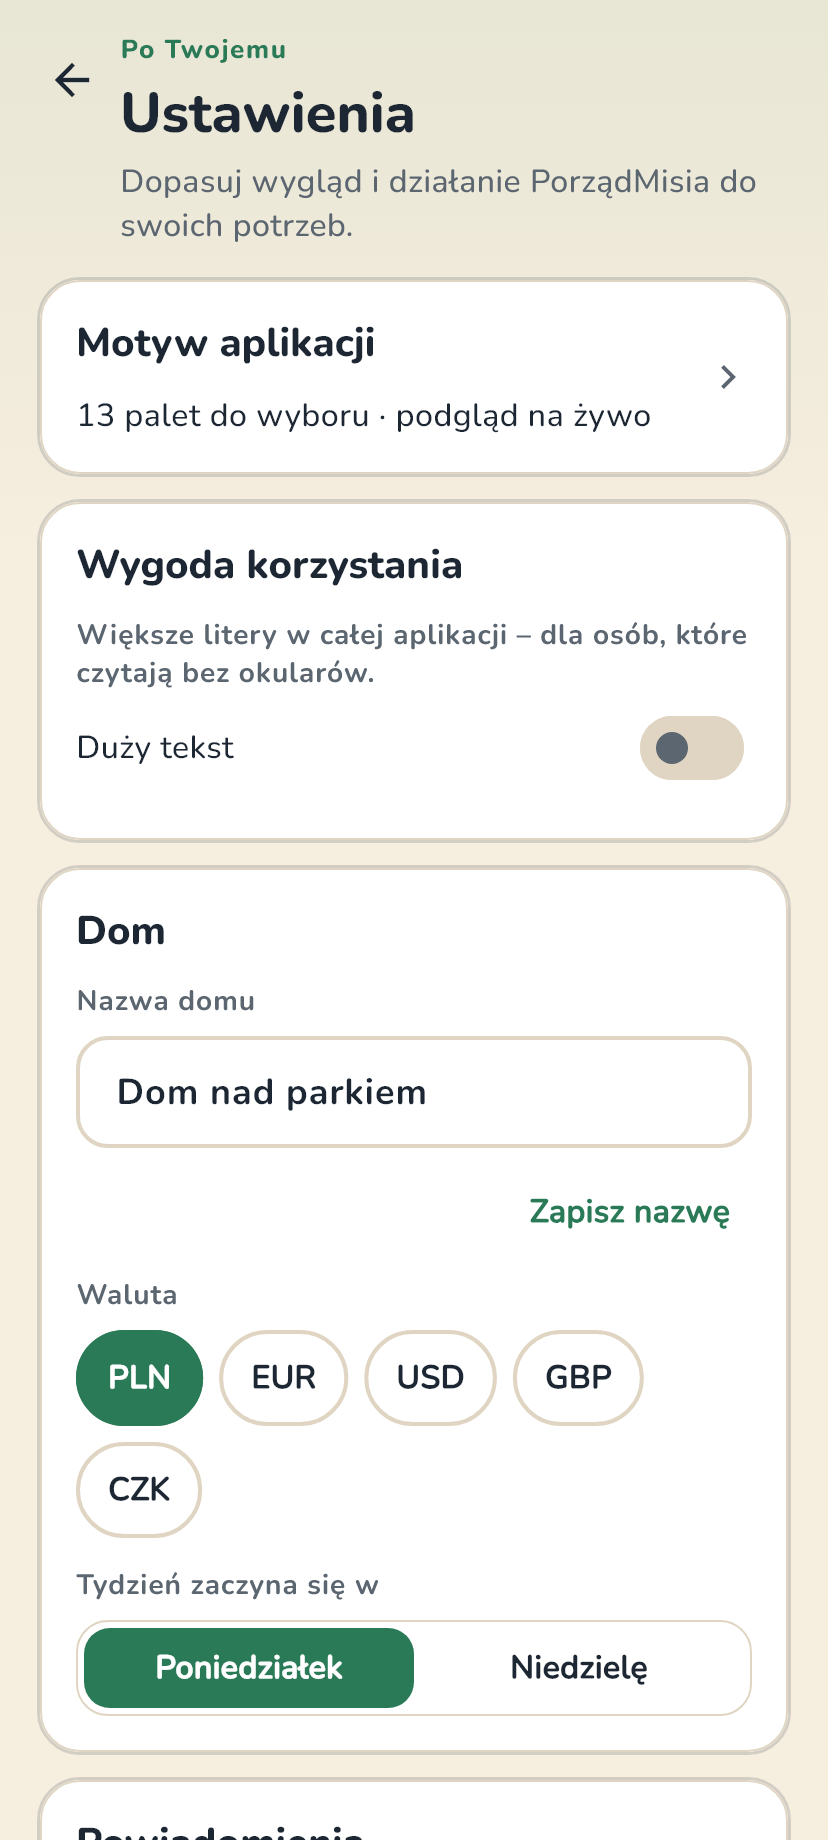 Po Twojemu
Ustawienia
Dopasuj wygląd i działanie PorządMisia do
swoich potrzeb.
Motyw aplikacji
13 palet do wyboru · podgląd na żywo
Wygoda korzystania
Większe litery w całej aplikacji – dla osób, które
czytają bez okularów.
Duży tekst
Dom
Nazwa domu
Dom nad parkiem
Zapisz nazwę
Waluta
PLN EUR USD GBP
CZK
Tydzień zaczyna się w
Poniedziałek Niedzielę
Powiadomienia